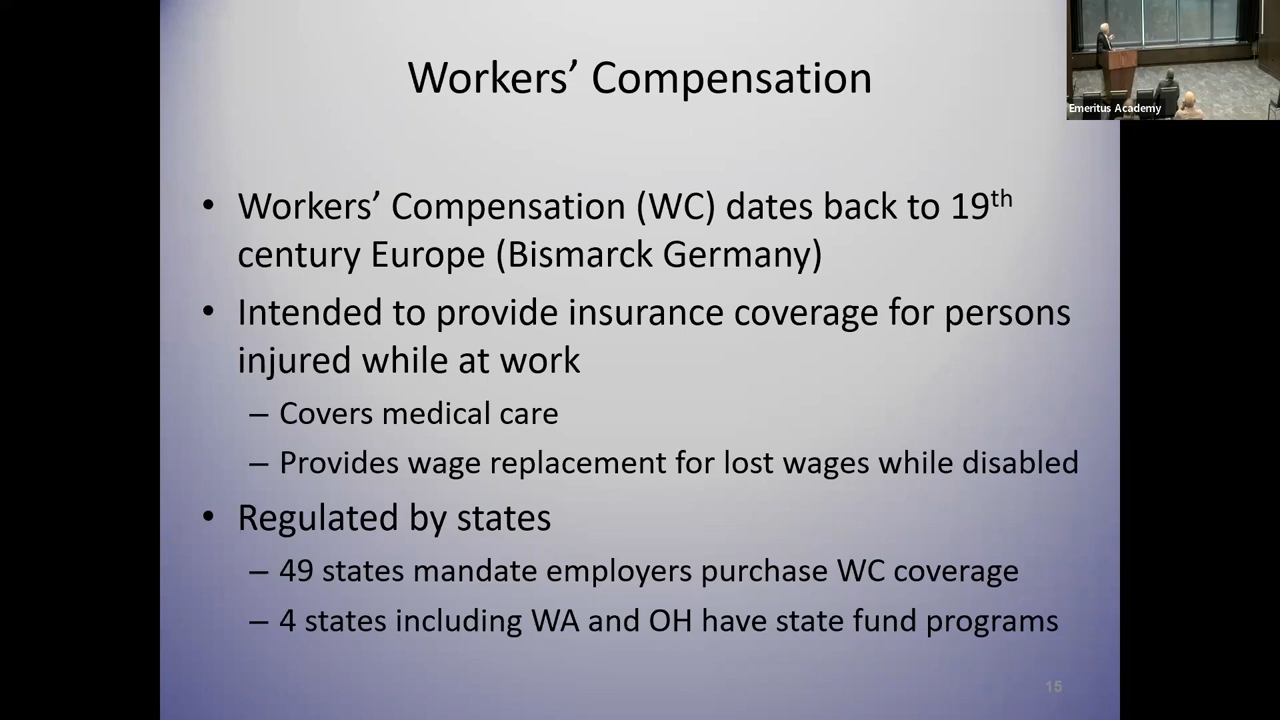 Workers’ Compensation
Emeritus Academy
• Workers’ Compensation (WC) dates back to 19th
century Europe (Bismarck Germany)
• Intended to provide insurance coverage for persons
injured while at work
– Covers medical care
– Provides wage replacement for lost wages while disabled
• Regulated by states
– 49 states mandate employers purchase WC coverage
– 4 states including WA and OH have state fund programs
15